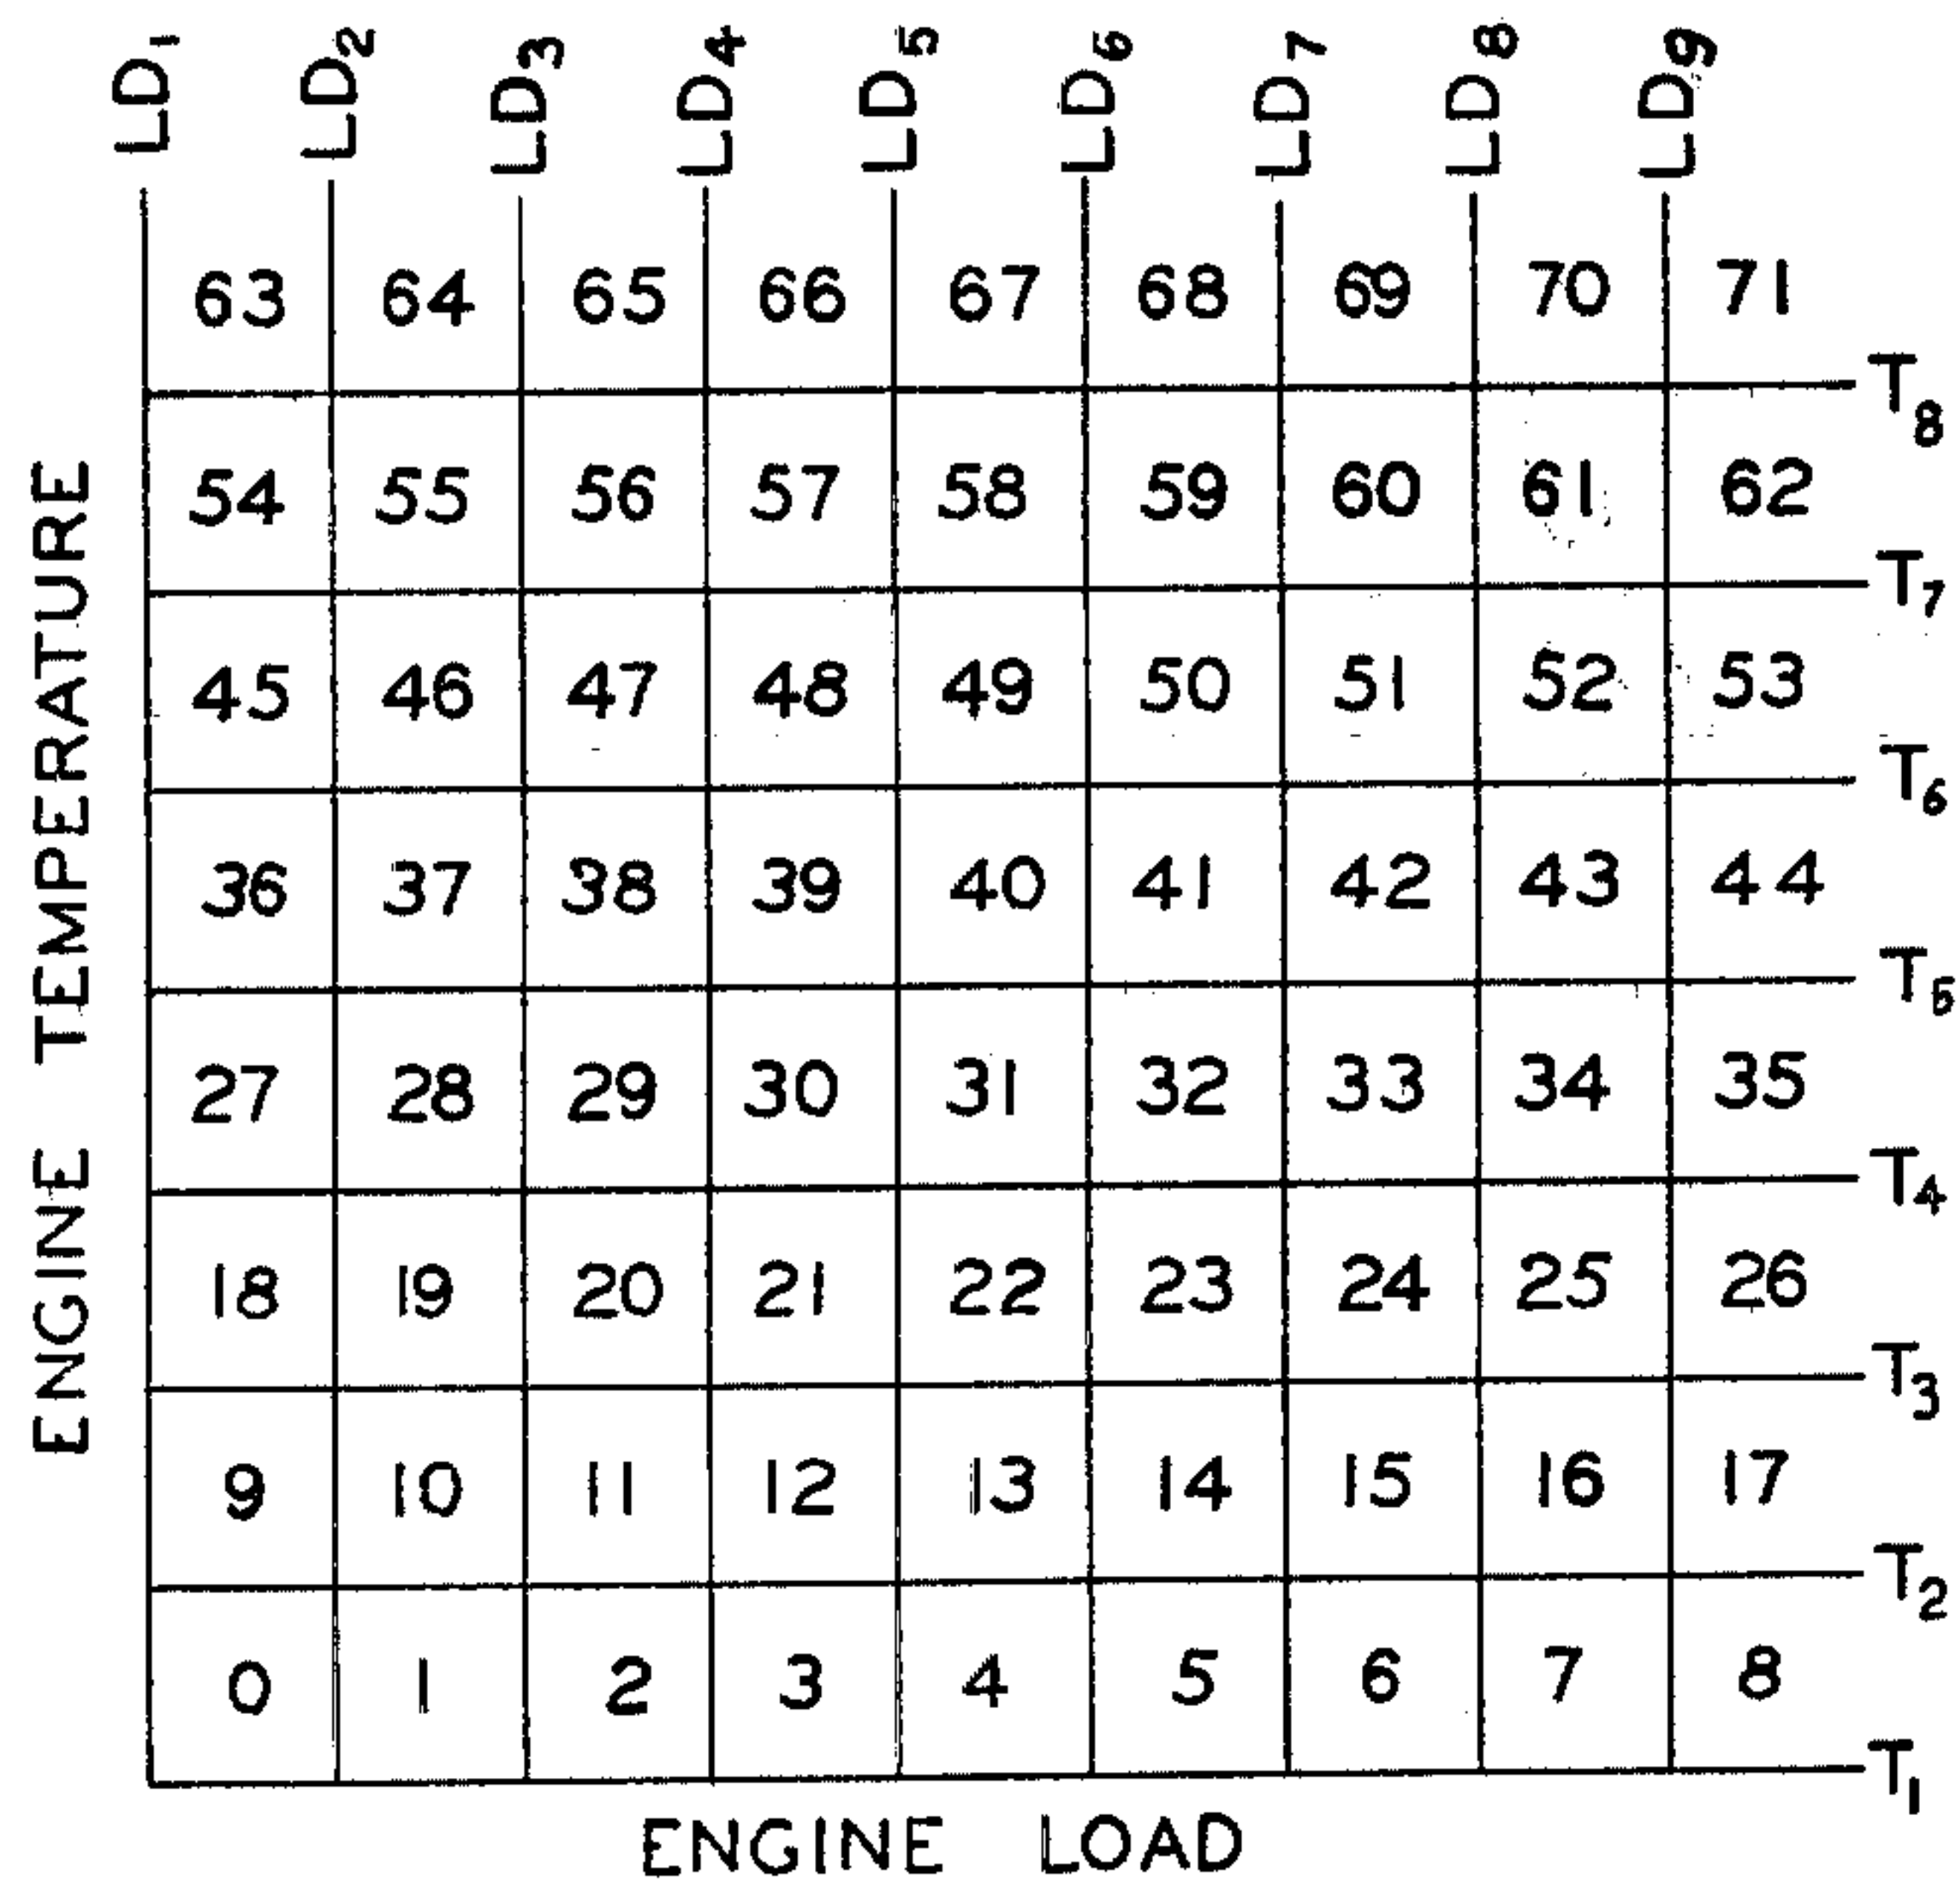 LD₁ LD₂ LD₃ LD₄ LD₅ LD₆ LD₇ LD₈ LD₉
63 64 65 66 67 68 69 70 71
T₈
54 55 56 57 58 59 60 61 62
T₇
45 46 47 48 49 50 51 52 53
T₆
36 37 38 39 40 41 42 43 44
T₅
27 28 29 30 31 32 33 34 35
T₄
18 19 20 21 22 23 24 25 26
T₃
9 10 11 12 13 14 15 16 17
T₂
0 1 2 3 4 5 6 7 8
T₁
ENGINE TEMPERATURE
ENGINE LOAD